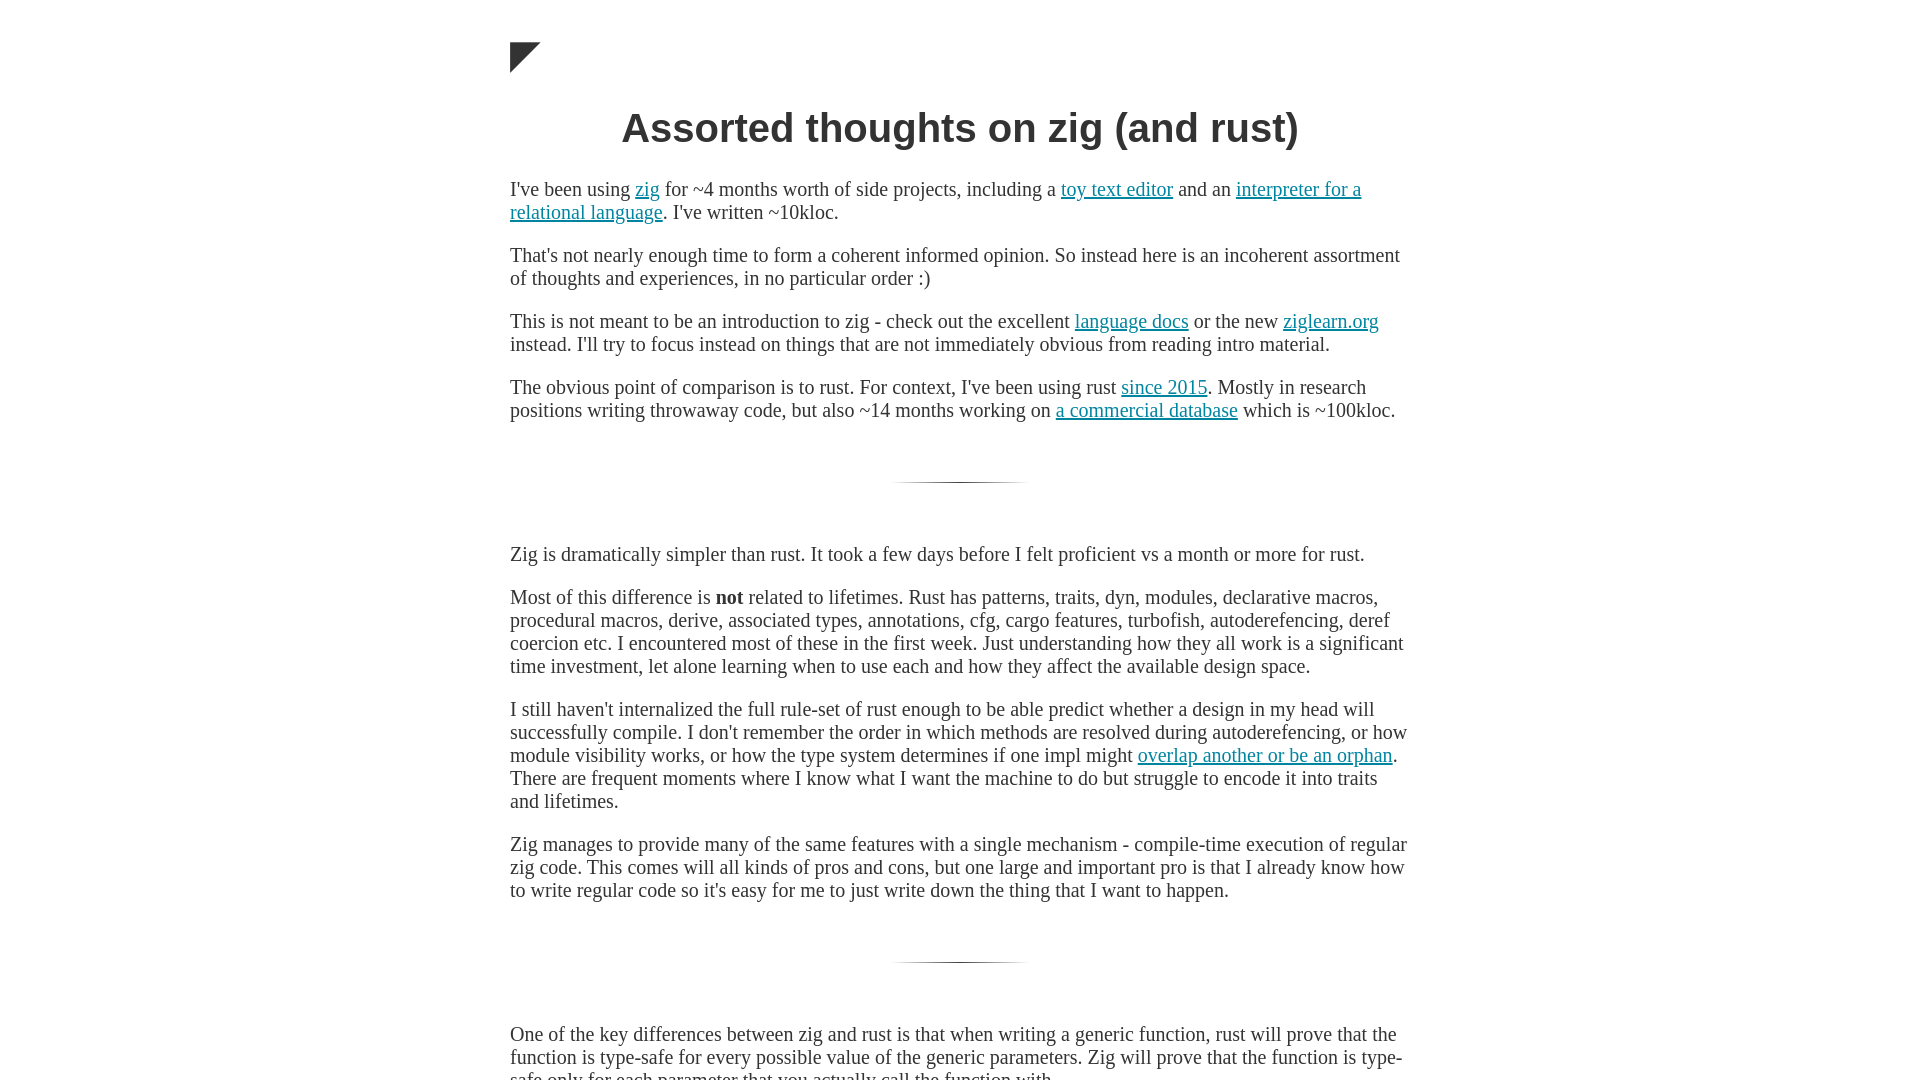 Assorted thoughts on zig (and rust)
I've been using zig for ~4 months worth of side projects, including a toy text editor and an interpreter for a
relational language. I've written ~10kloc.
That's not nearly enough time to form a coherent informed opinion. So instead here is an incoherent assortment
of thoughts and experiences, in no particular order :)
This is not meant to be an introduction to zig - check out the excellent language docs or the new ziglearn.org
instead. I'll try to focus instead on things that are not immediately obvious from reading intro material.
The obvious point of comparison is to rust. For context, I've been using rust since 2015. Mostly in research
positions writing throwaway code, but also ~14 months working on a commercial database which is ~100kloc.
Zig is dramatically simpler than rust. It took a few days before I felt proficient vs a month or more for rust.
Most of this difference is not related to lifetimes. Rust has patterns, traits, dyn, modules, declarative macros,
procedural macros, derive, associated types, annotations, cfg, cargo features, turbofish, autoderefencing, deref
coercion etc. I encountered most of these in the first week. Just understanding how they all work is a significant
time investment, let alone learning when to use each and how they affect the available design space.
I still haven't internalized the full rule-set of rust enough to be able predict whether a design in my head will
successfully compile. I don't remember the order in which methods are resolved during autoderefencing, or how
module visibility works, or how the type system determines if one impl might overlap another or be an orphan.
There are frequent moments where I know what I want the machine to do but struggle to encode it into traits
and lifetimes.
Zig manages to provide many of the same features with a single mechanism - compile-time execution of regular
zig code. This comes will all kinds of pros and cons, but one large and important pro is that I already know how
to write regular code so it's easy for me to just write down the thing that I want to happen.
One of the key differences between zig and rust is that when writing a generic function, rust will prove that the
function is type-safe for every possible value of the generic parameters. Zig will prove that the function is type-
safe only for each parameter that you actually call the function with.